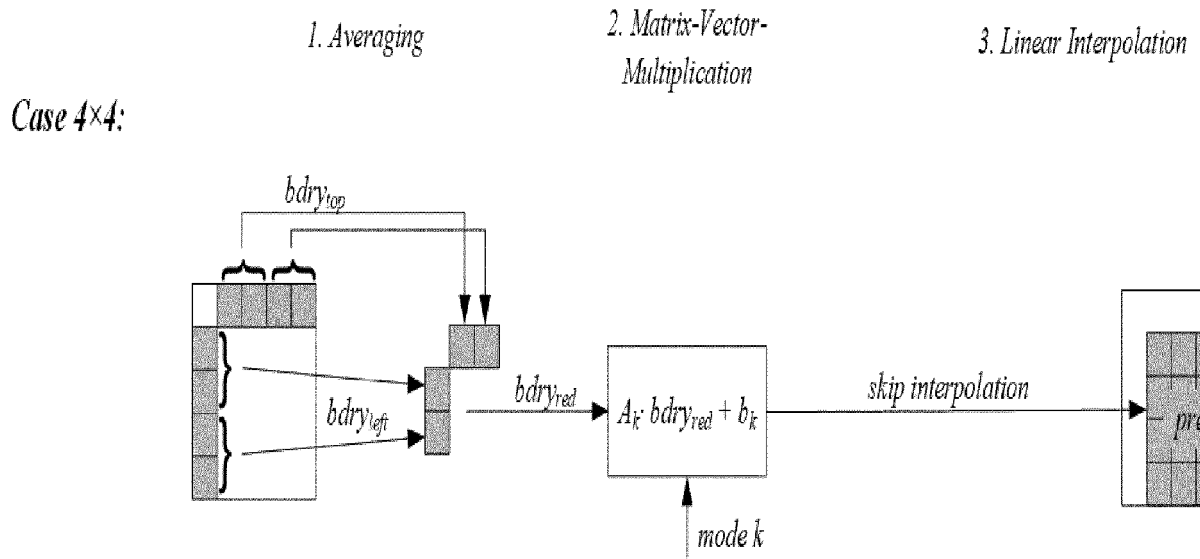 1. Averaging
2. Matrix-Vector-
Multiplication
3. Linear Interpolation
Case 4×4:
bdry_top
bdry_left
bdry_red
A_k · bdry_red + b_k
skip interpolation
mode k